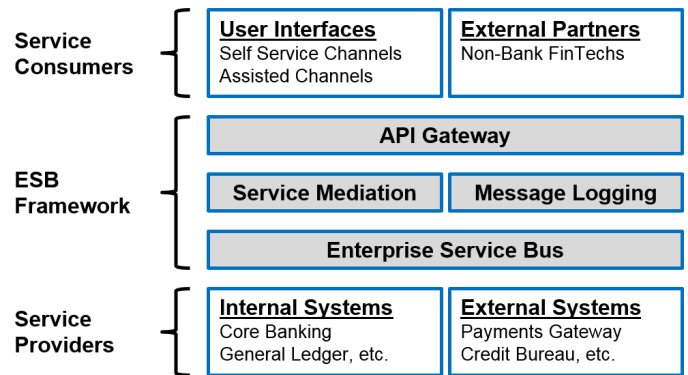 Service
Consumers
User Interfaces
Self Service Channels
Assisted Channels
External Partners
Non-Bank FinTechs
ESB
Framework
API Gateway
Service Mediation
Message Logging
Enterprise Service Bus
Service
Providers
Internal Systems
Core Banking
General Ledger, etc.
External Systems
Payments Gateway
Credit Bureau, etc.